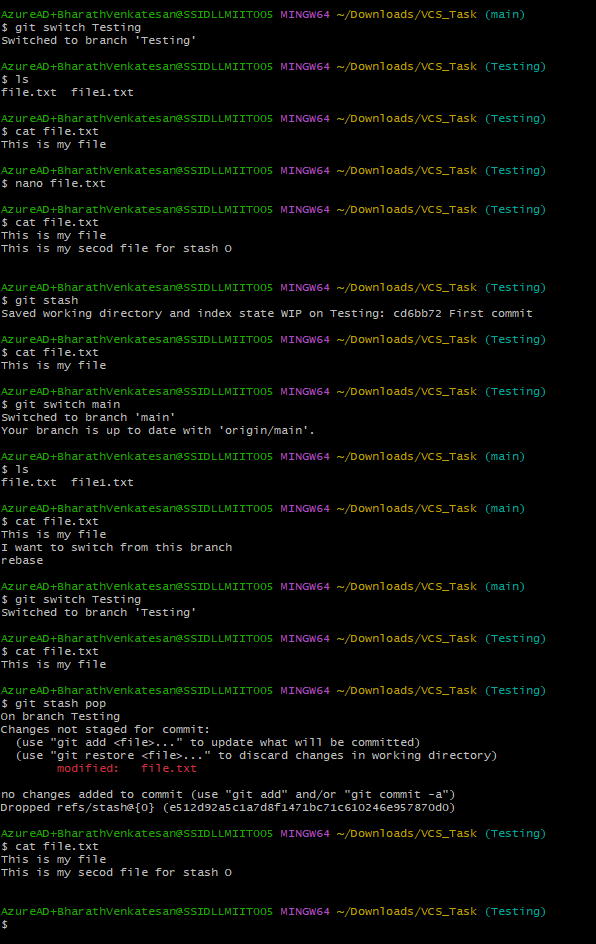 AzureAD+BharathVenkatesan@SSIDLLMIIT005 MINGW64 ~/Downloads/VCS_Task (main)
$ git switch Testing
Switched to branch 'Testing'
AzureAD+BharathVenkatesan@SSIDLLMIIT005 MINGW64 ~/Downloads/VCS_Task (Testing)
$ ls
file.txt  file1.txt
AzureAD+BharathVenkatesan@SSIDLLMIIT005 MINGW64 ~/Downloads/VCS_Task (Testing)
$ cat file.txt
This is my file
AzureAD+BharathVenkatesan@SSIDLLMIIT005 MINGW64 ~/Downloads/VCS_Task (Testing)
$ nano file.txt
AzureAD+BharathVenkatesan@SSIDLLMIIT005 MINGW64 ~/Downloads/VCS_Task (Testing)
$ cat file.txt
This is my file
This is my secod file for stash 0
AzureAD+BharathVenkatesan@SSIDLLMIIT005 MINGW64 ~/Downloads/VCS_Task (Testing)
$ git stash
Saved working directory and index state WIP on Testing: cd6bb72 First commit
AzureAD+BharathVenkatesan@SSIDLLMIIT005 MINGW64 ~/Downloads/VCS_Task (Testing)
$ cat file.txt
This is my file
AzureAD+BharathVenkatesan@SSIDLLMIIT005 MINGW64 ~/Downloads/VCS_Task (Testing)
$ git switch main
Switched to branch 'main'
Your branch is up to date with 'origin/main'.
AzureAD+BharathVenkatesan@SSIDLLMIIT005 MINGW64 ~/Downloads/VCS_Task (main)
$ ls
file.txt  file1.txt
AzureAD+BharathVenkatesan@SSIDLLMIIT005 MINGW64 ~/Downloads/VCS_Task (main)
$ cat file.txt
This is my file
I want to switch from this branch
rebase
AzureAD+BharathVenkatesan@SSIDLLMIIT005 MINGW64 ~/Downloads/VCS_Task (main)
$ git switch Testing
Switched to branch 'Testing'
AzureAD+BharathVenkatesan@SSIDLLMIIT005 MINGW64 ~/Downloads/VCS_Task (Testing)
$ cat file.txt
This is my file
AzureAD+BharathVenkatesan@SSIDLLMIIT005 MINGW64 ~/Downloads/VCS_Task (Testing)
$ git stash pop
On branch Testing
Changes not staged for commit:
  (use "git add <file>..." to update what will be committed)
  (use "git restore <file>..." to discard changes in working directory)
        modified:   file.txt
no changes added to commit (use "git add" and/or "git commit -a")
Dropped refs/stash@{0} (e512d92a5c1a7d8f1471bc71c610246e957870d0)
AzureAD+BharathVenkatesan@SSIDLLMIIT005 MINGW64 ~/Downloads/VCS_Task (Testing)
$ cat file.txt
This is my file
This is my secod file for stash 0
AzureAD+BharathVenkatesan@SSIDLLMIIT005 MINGW64 ~/Downloads/VCS_Task (Testing)
$